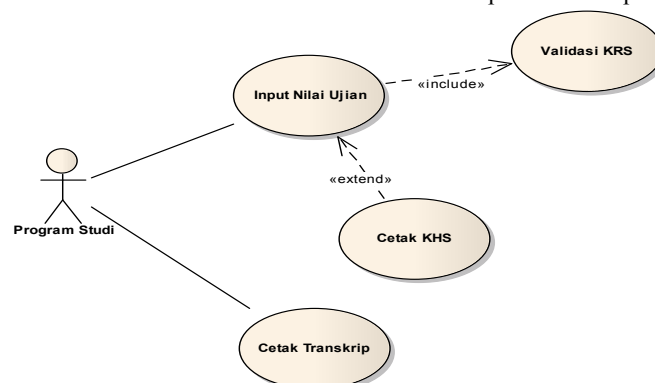 Validasi KRS
Input Nilai Ujian
«include»
«extend»
Program Studi
Cetak KHS
Cetak Transkrip